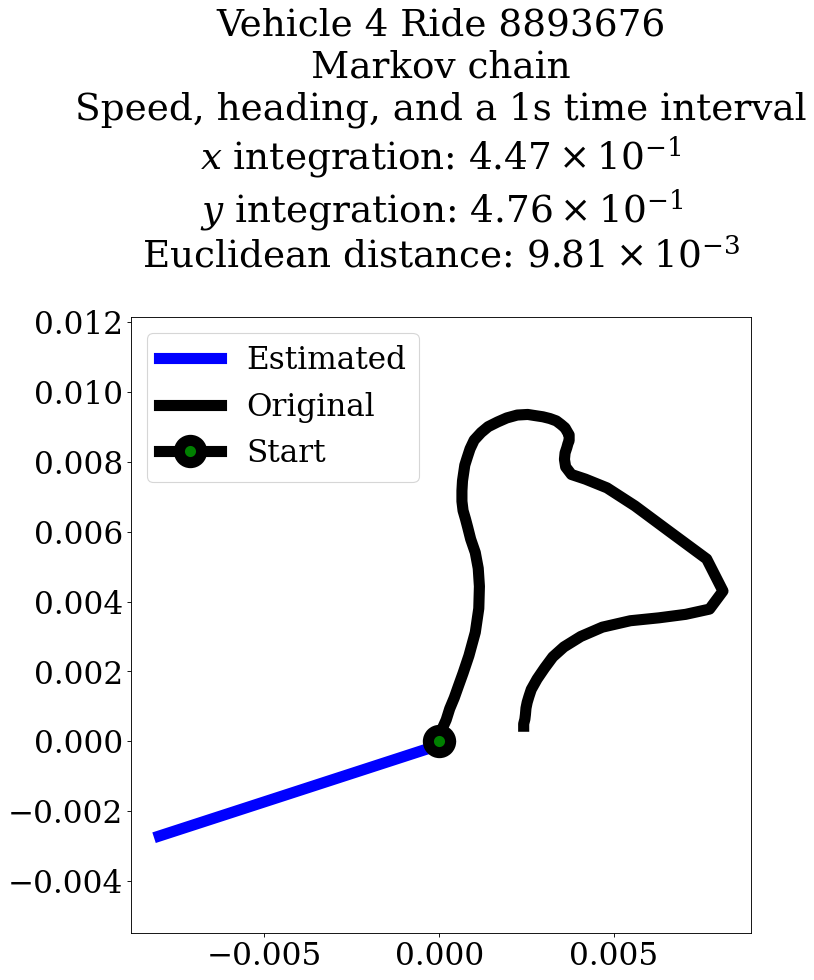 Vehicle 4 Ride 8893676
Markov chain
Speed, heading, and a 1s time interval
x integration: 4.47 × 10⁻¹
y integration: 4.76 × 10⁻¹
Euclidean distance: 9.81 × 10⁻³
0.012
0.010
0.008
0.006
0.004
0.002
0.000
−0.002
−0.004
Estimated
Original
Start
−0.005 0.000 0.005